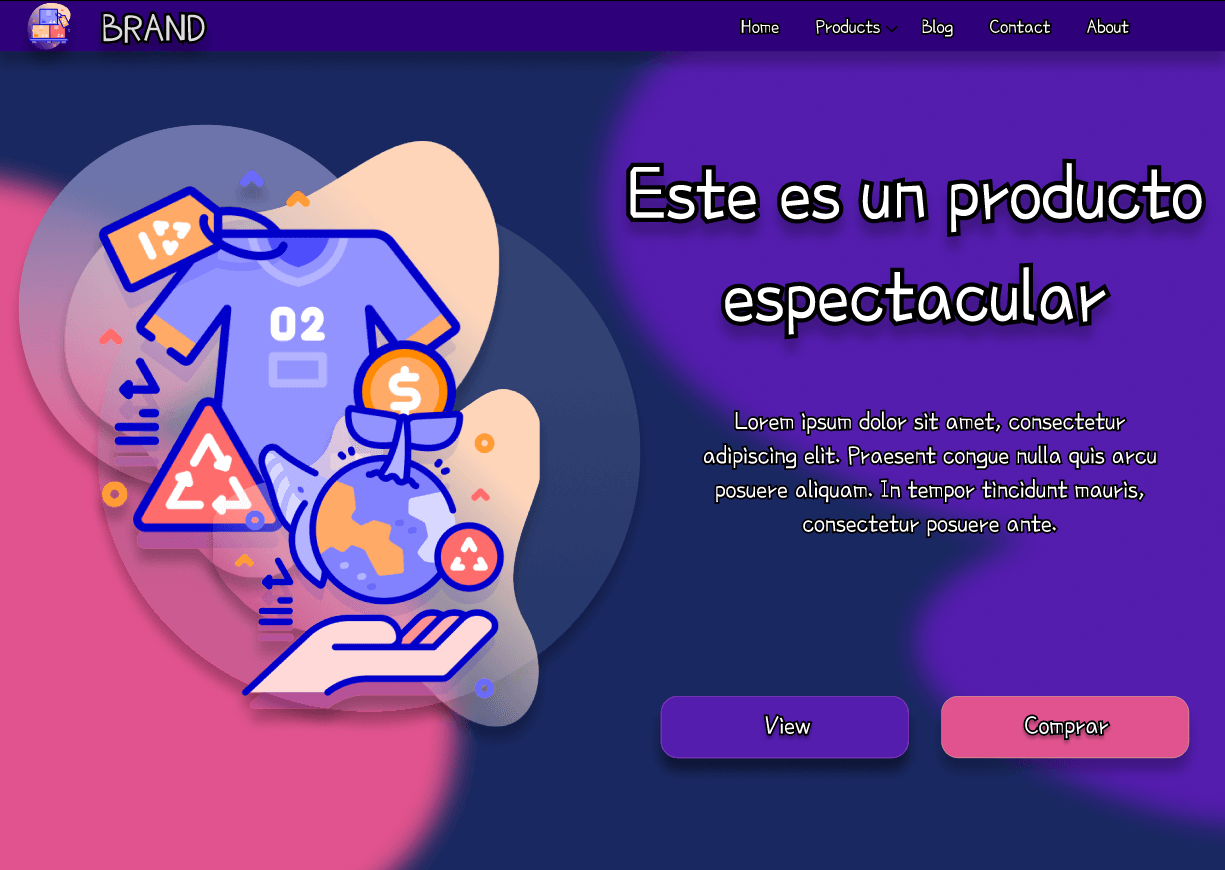 BRAND
Home Products Blog Contact About
Este es un producto
espectacular
02
$
Lorem ipsum dolor sit amet, consectetur
adipiscing elit. Praesent congue nulla quis arcu
posuere aliquam. In tempor tincidunt mauris,
consectetur posuere ante.
View Comprar